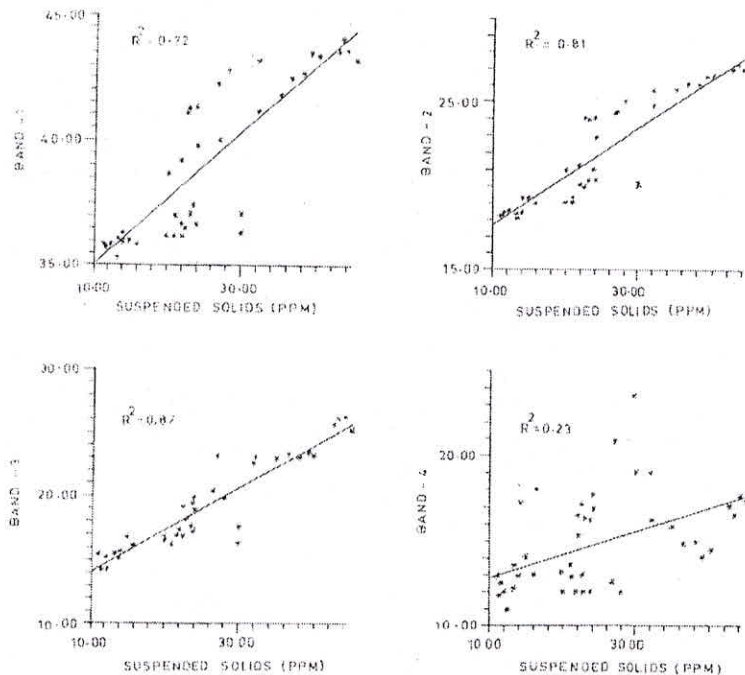 45·00
R² = 0·72
BAND - 1
40·00
35·00
10·00
30·00
SUSPENDED SOLIDS (PPM)
R² = 0·81
BAND - 2
25·00
15·00
10·00
30·00
SUSPENDED SOLIDS (PPM)
30·00
R² = 0.87
BAND - 3
20·00
10·00
10·00
30·00
SUSPENDED SOLIDS (PPM)
R² = 0·23
BAND - 4
20·00
10·00
10·00
30·00
SUSPENDED SOLIDS (PPM)